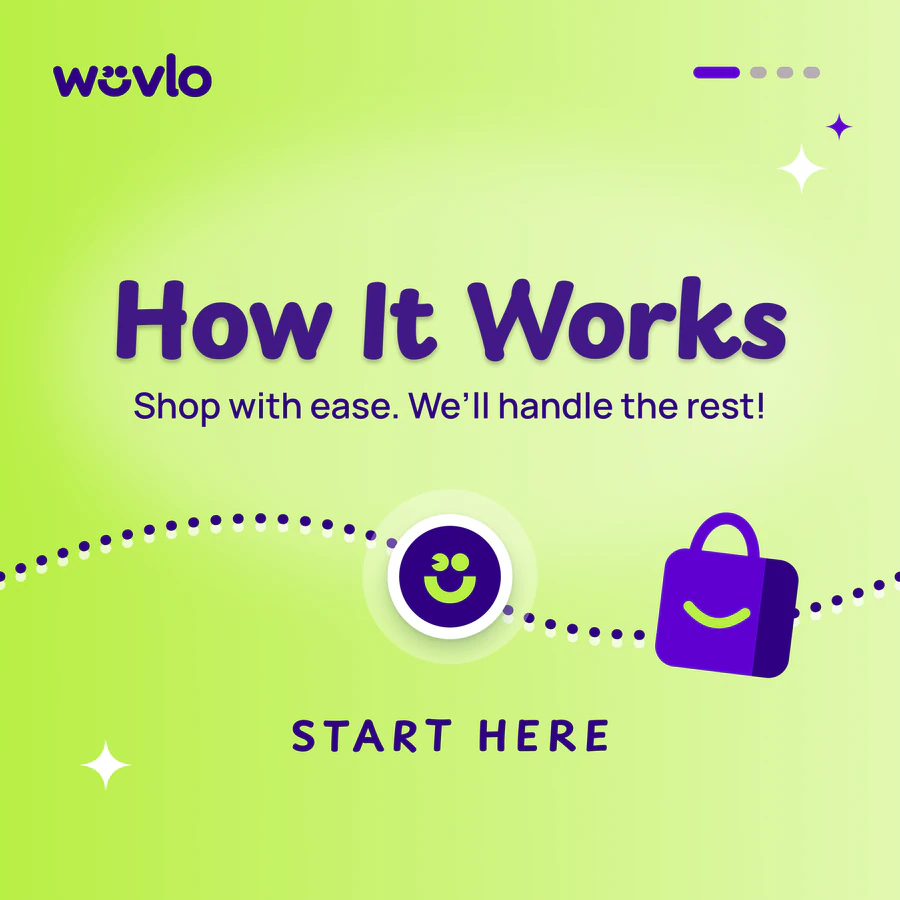 wuvlo
How It Works
Shop with ease. We’ll handle the rest!
START HERE